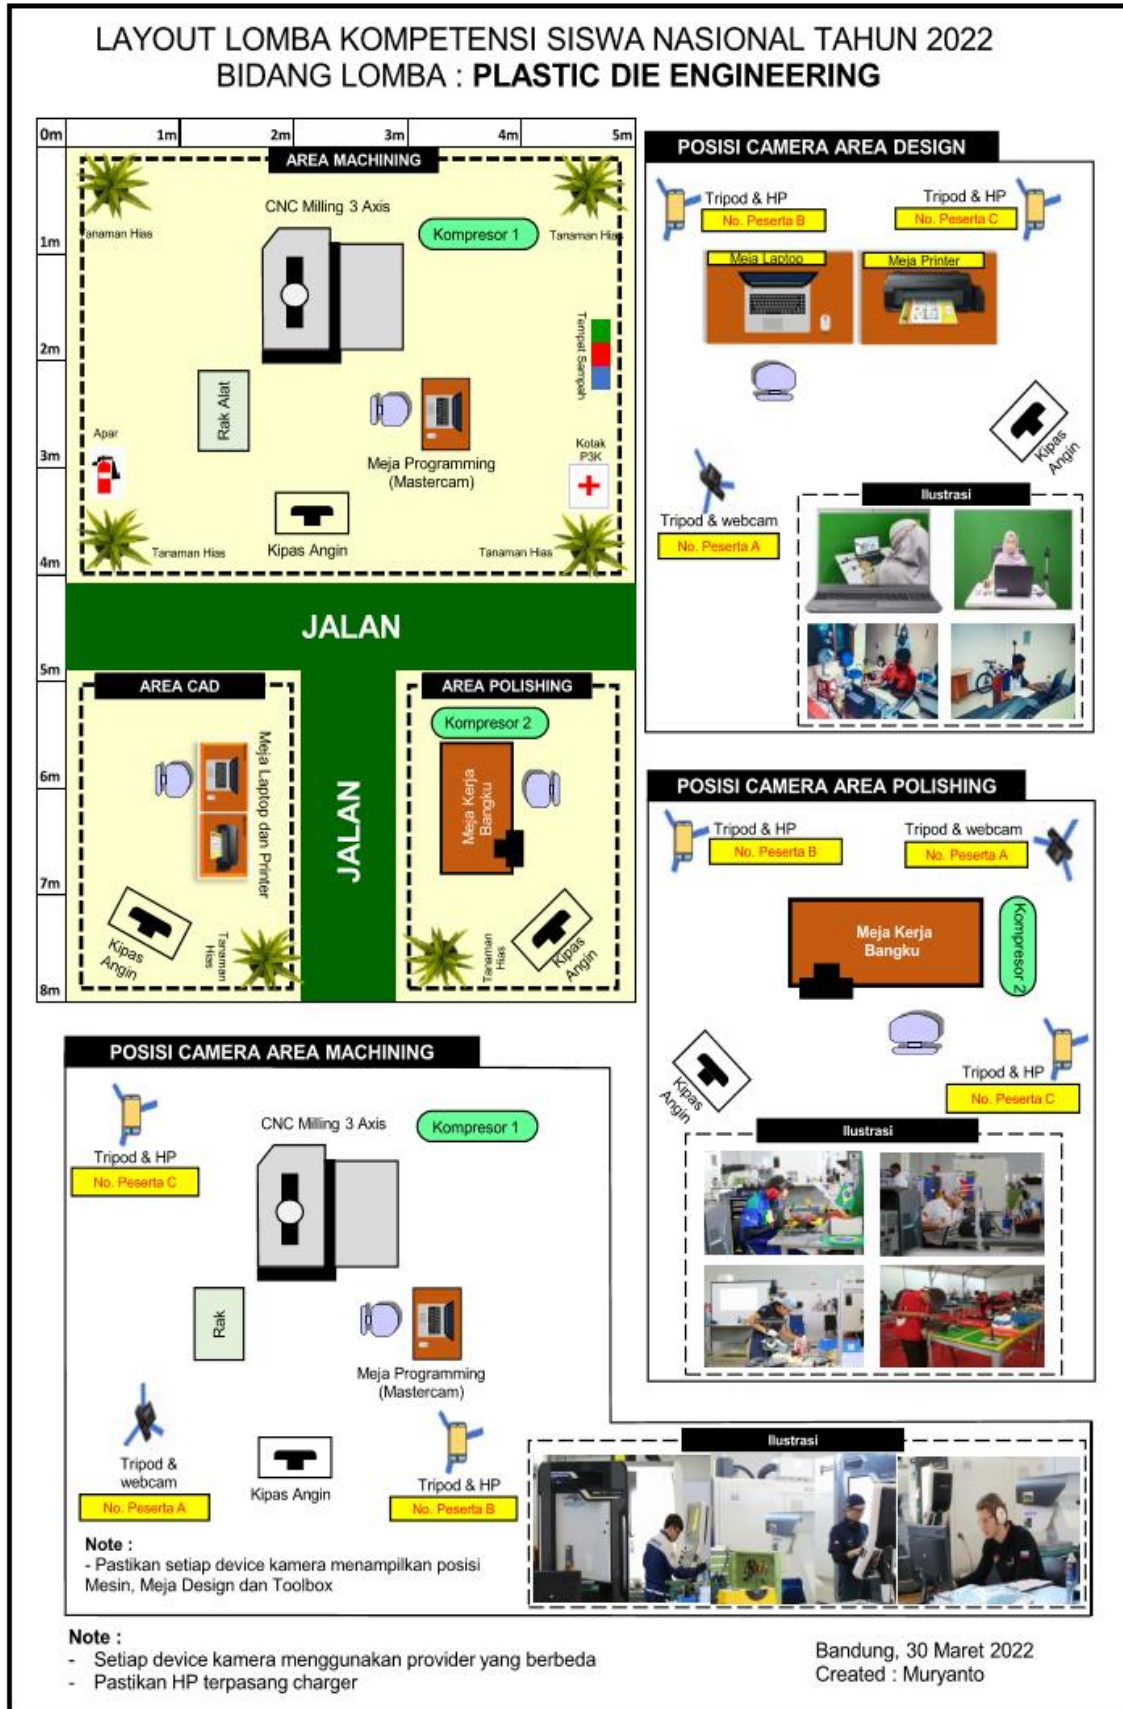 LAYOUT LOMBA KOMPETENSI SISWA NASIONAL TAHUN 2022
BIDANG LOMBA : PLASTIC DIE ENGINEERING
0m
1m
2m
3m
4m
5m
AREA MACHINING
CNC Milling 3 Axis
Kompresor 1
Tanaman Hias
Tanaman Hias
1m
2m
Tempat Sampah
Rak Alat
Apar
3m
Meja Programming
(Mastercam)
Kotak
P3K
Kipas Angin
Tanaman Hias
Tanaman Hias
4m
JALAN
5m
AREA CAD
AREA POLISHING
Kompresor 2
6m
Meja Laptop dan Printer
JALAN
Meja Kerja
Bangku
7m
Kipas
Angin
Tanaman
Hias
Tanaman
Hias
Kipas
Angin
8m
POSISI CAMERA AREA DESIGN
Tripod & HP
No. Peserta B
Tripod & HP
No. Peserta C
Meja Laptop
Meja Printer
Kipas
Angin
Tripod & webcam
No. Peserta A
Ilustrasi
POSISI CAMERA AREA POLISHING
Tripod & HP
No. Peserta B
Tripod & webcam
No. Peserta A
Meja Kerja
Bangku
Kompresor 2
Kipas
Angin
Tripod & HP
No. Peserta C
Ilustrasi
POSISI CAMERA AREA MACHINING
Tripod & HP
No. Peserta C
CNC Milling 3 Axis
Kompresor 1
Rak
Meja Programming
(Mastercam)
Tripod &
webcam
No. Peserta A
Kipas Angin
Tripod & HP
No. Peserta B
Ilustrasi
Note :
- Pastikan setiap device kamera menampilkan posisi
Mesin, Meja Design dan Toolbox
Note :
- Setiap device kamera menggunakan provider yang berbeda
- Pastikan HP terpasang charger
Bandung, 30 Maret 2022
Created : Muryanto